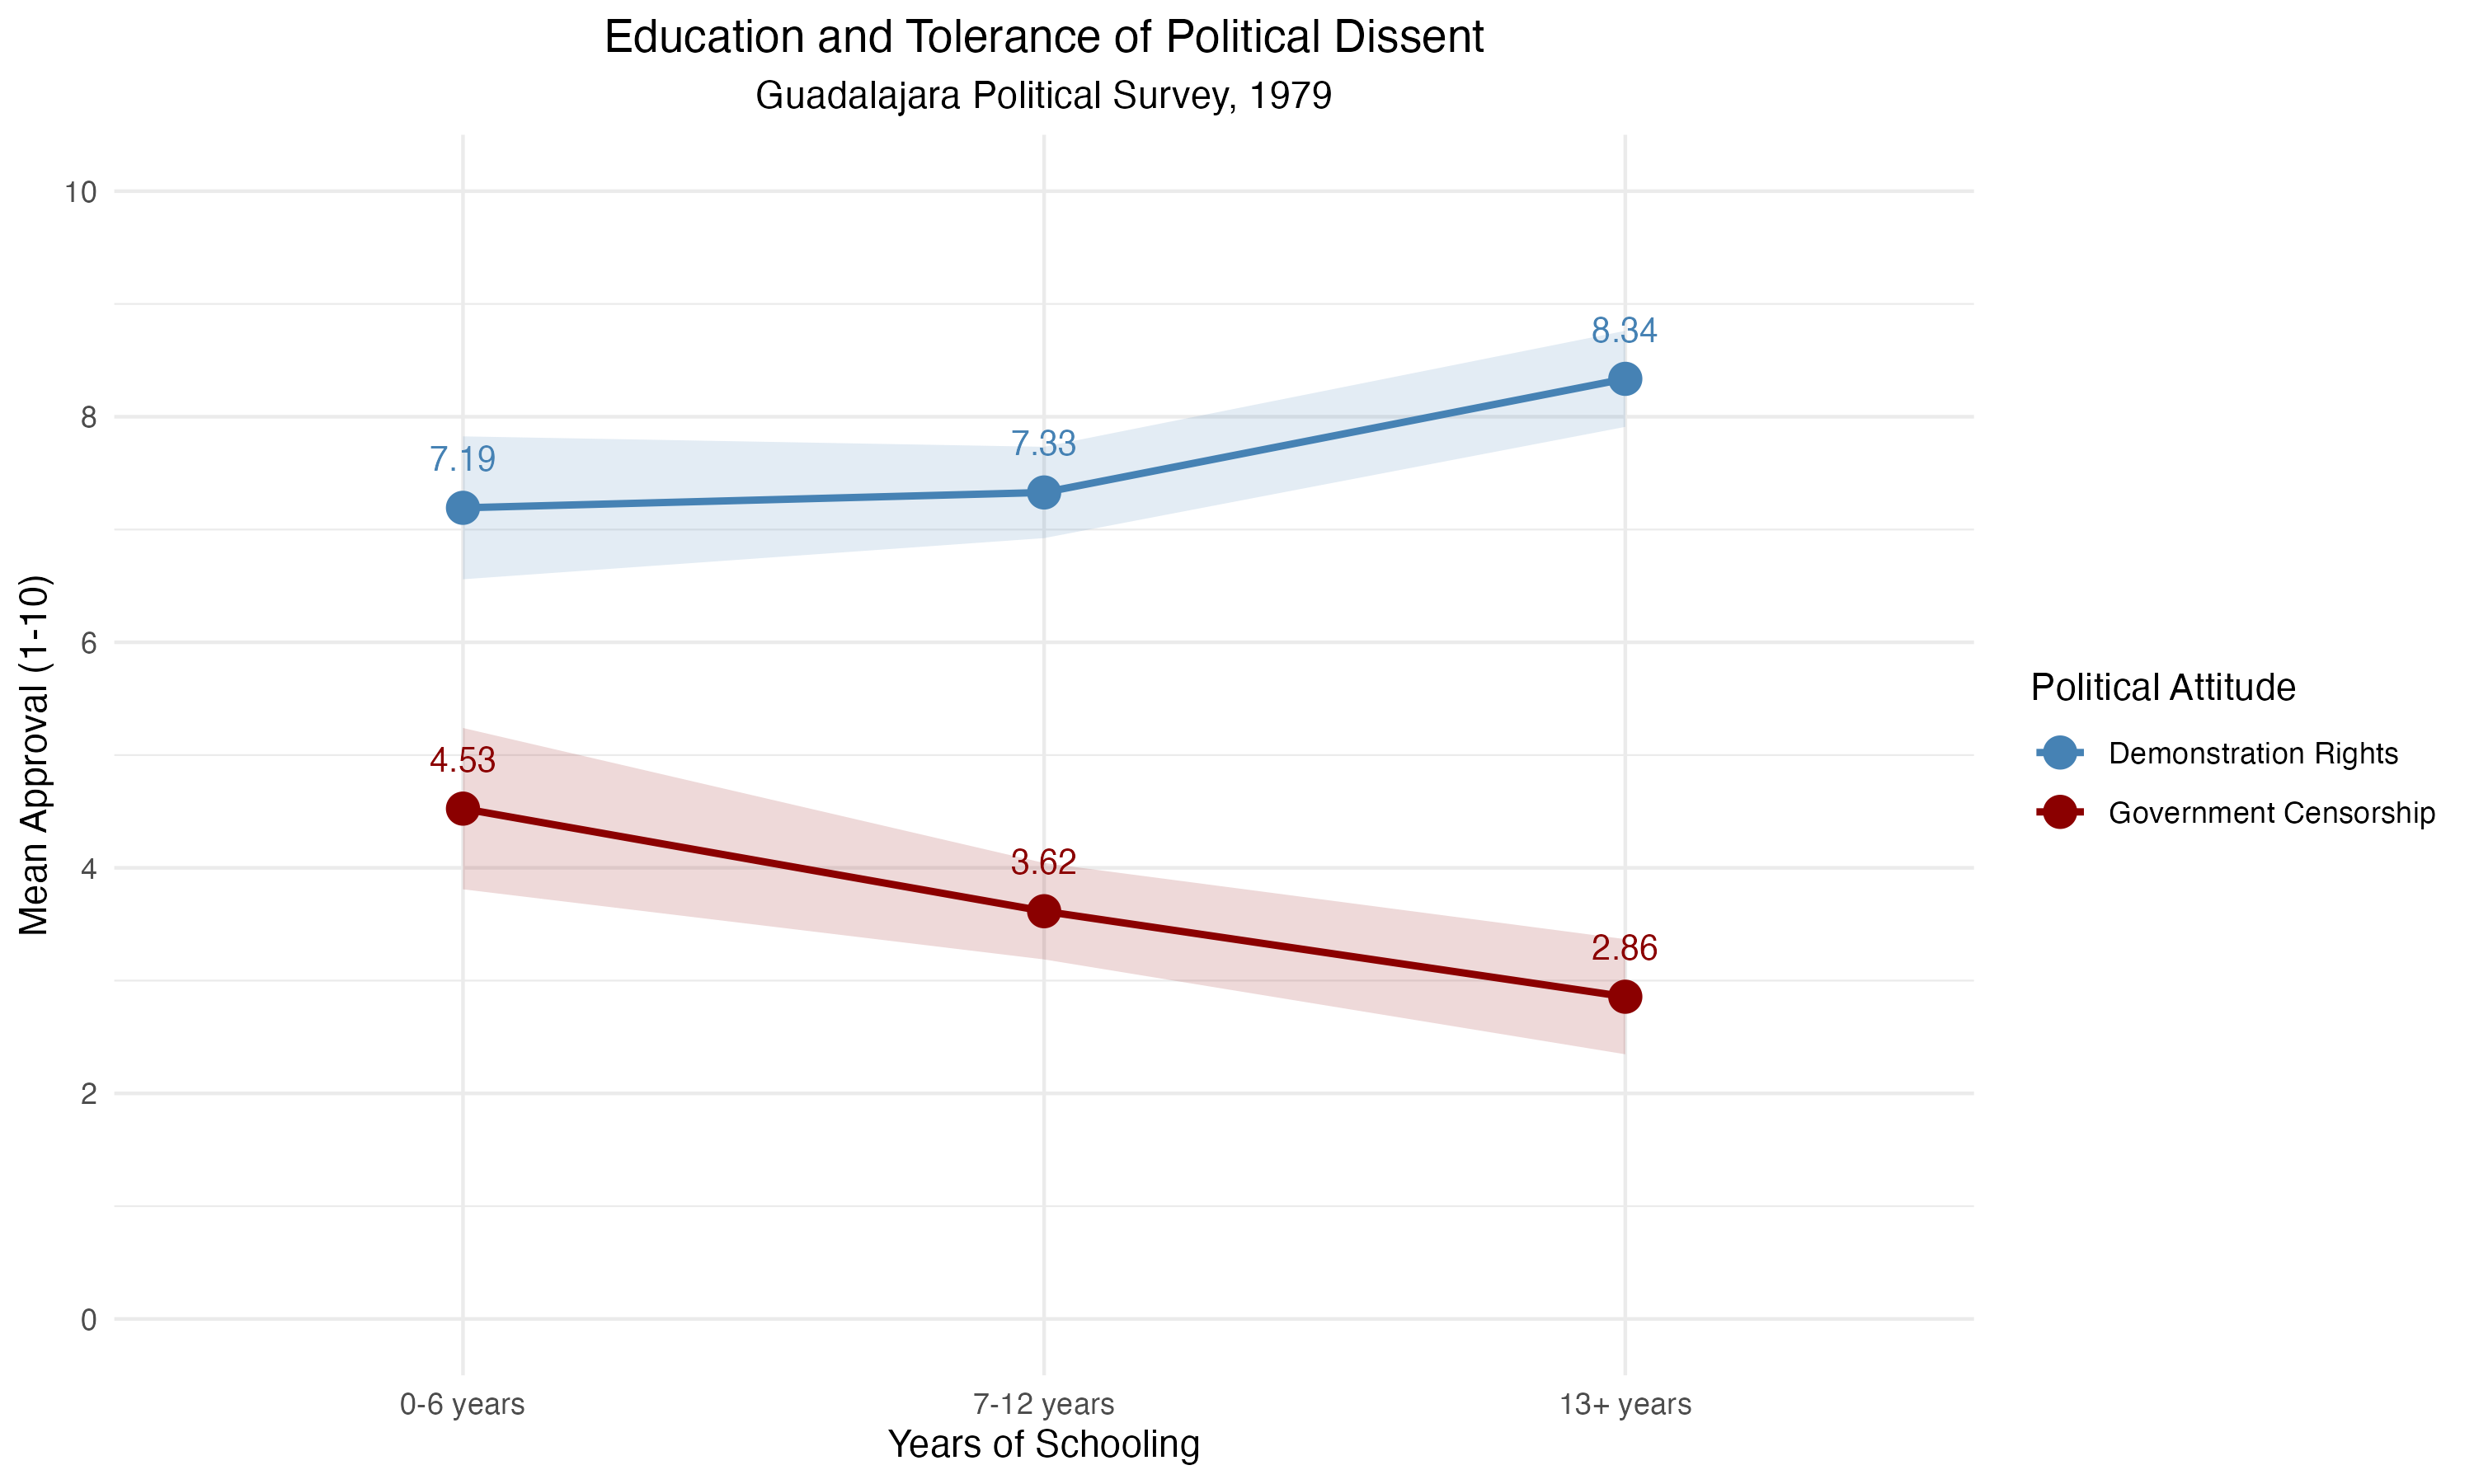 Education and Tolerance of Political Dissent
Guadalajara Political Survey, 1979
Mean Approval (1-10)
10
8
6
4
2
0
7.19
7.33
8.34
4.53
3.62
2.86
0-6 years
7-12 years
13+ years
Years of Schooling
Political Attitude
Demonstration Rights
Government Censorship